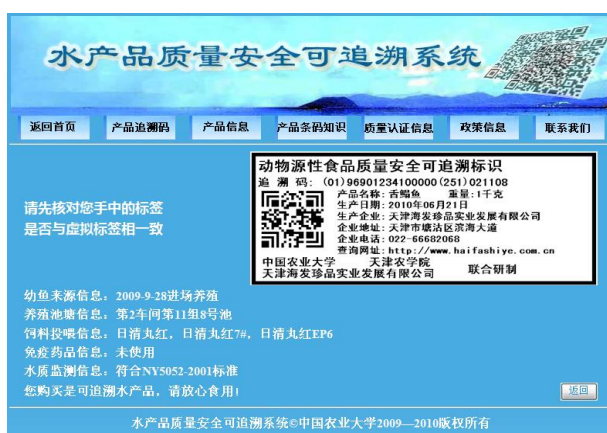 水产品质量安全可追溯系统
返回首页 产品追溯码 产品信息 产品条码知识 质量认证信息 政策信息 联系我们
动物源性食品质量安全可追溯标识
追 溯 码: (01)96901234100000(251)021108
产品名称:舌鳎鱼 重量:1千克
生产日期:2010年06月21日
生产企业:天津海发珍品实业发展有限公司
企业地址:天津市塘沽区滨海大道
企业电话:022-66682068
查询网址:http://www.haifashiye.com.cn
中国农业大学 天津农学院
天津海发珍品实业发展有限公司 联合研制
请先核对您手中的标签
是否与虚拟标签相一致
幼鱼来源信息:2009-9-28进场养殖
养殖池塘信息:第2车间第11组8号池
饲料投喂信息:日清丸红,日清丸红7#,日清丸红EP6
免疫药品信息:未使用
水质监测信息:符合NY5052-2001标准
您购买是可追溯水产品,请放心食用!
返回
水产品质量安全可追溯系统©中国农业大学2009—2010版权所有